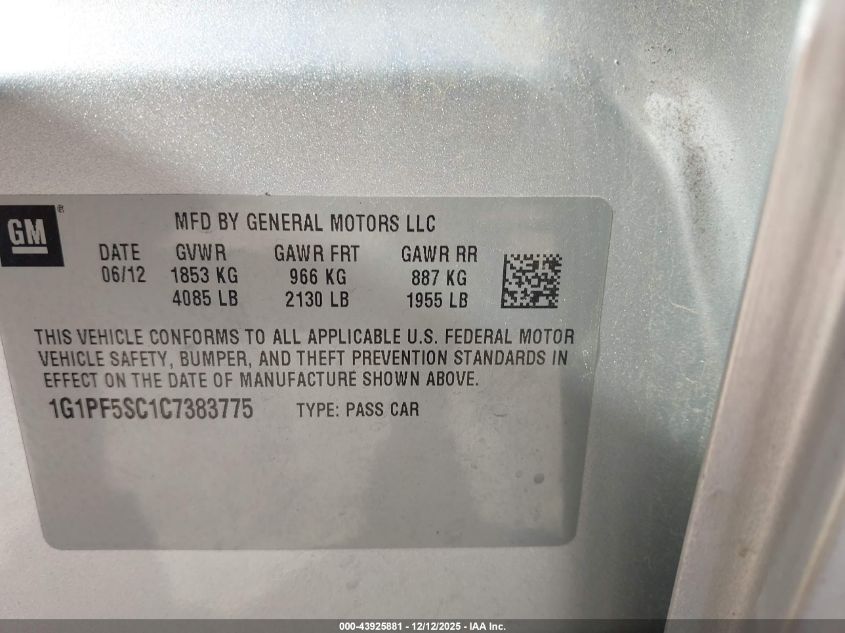 GM®
MFD BY GENERAL MOTORS LLC
DATE GVWR GAWR FRT GAWR RR
06/12 1853 KG 966 KG 887 KG
4085 LB 2130 LB 1955 LB
THIS VEHICLE CONFORMS TO ALL APPLICABLE U.S. FEDERAL MOTOR
VEHICLE SAFETY, BUMPER, AND THEFT PREVENTION STANDARDS IN
EFFECT ON THE DATE OF MANUFACTURE SHOWN ABOVE.
1G1PF5SC1C7383775 TYPE: PASS CAR
000-43925881 - 12/12/2025 - IAA Inc.